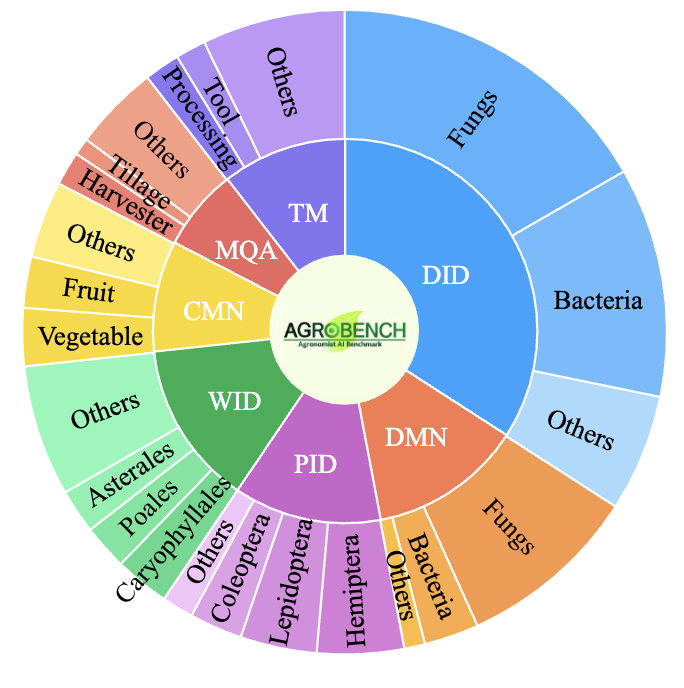 Fungs
Bacteria
Others
DID
Fungs
Bacteria
Others
DMN
Hemiptera
Lepidoptera
Coleoptera
Others
PID
Caryophyllales
Poales
Asterales
Others
WID
Vegetable
Fruit
Others
CMN
Harvester
Tillage
Others
MQA
Processing
Tool
Others
TM
AGROBENCH
Agronomist AI Benchmark